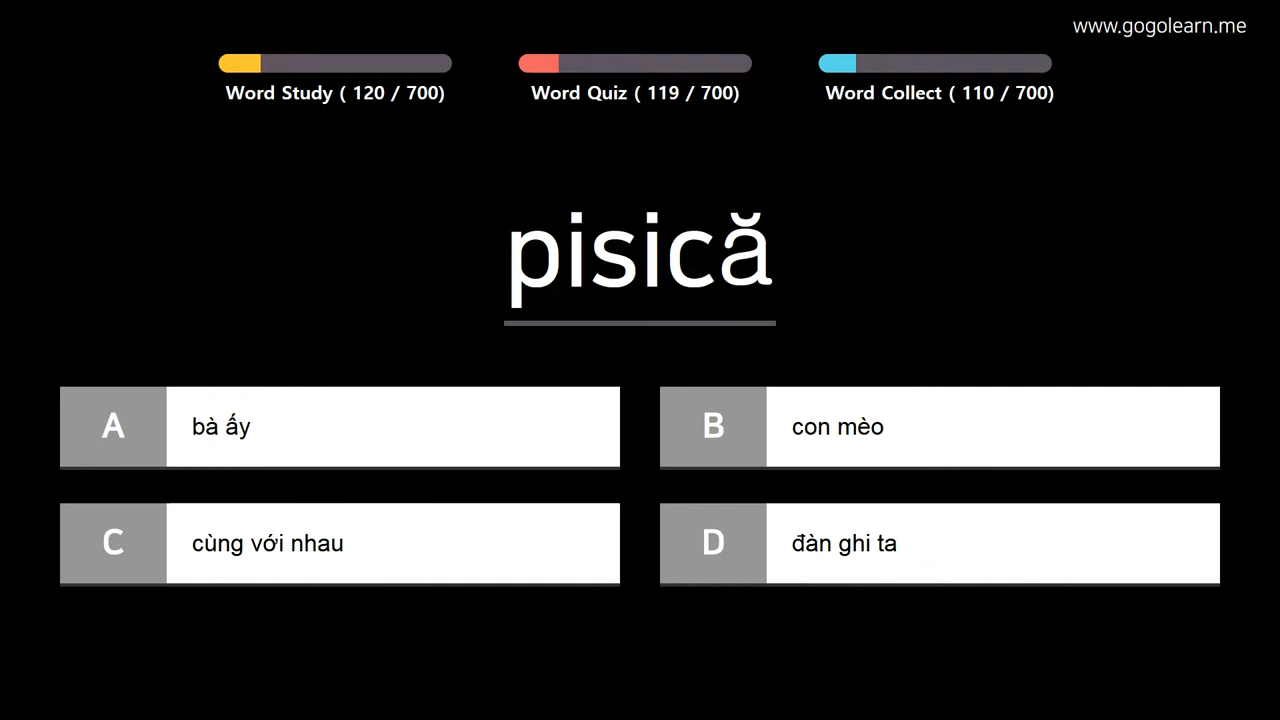 www.gogolearn.me
Word Study ( 120 / 700)
Word Quiz ( 119 / 700)
Word Collect ( 110 / 700)
pisică
A bà ấy
B con mèo
C cùng với nhau
D đàn ghi ta